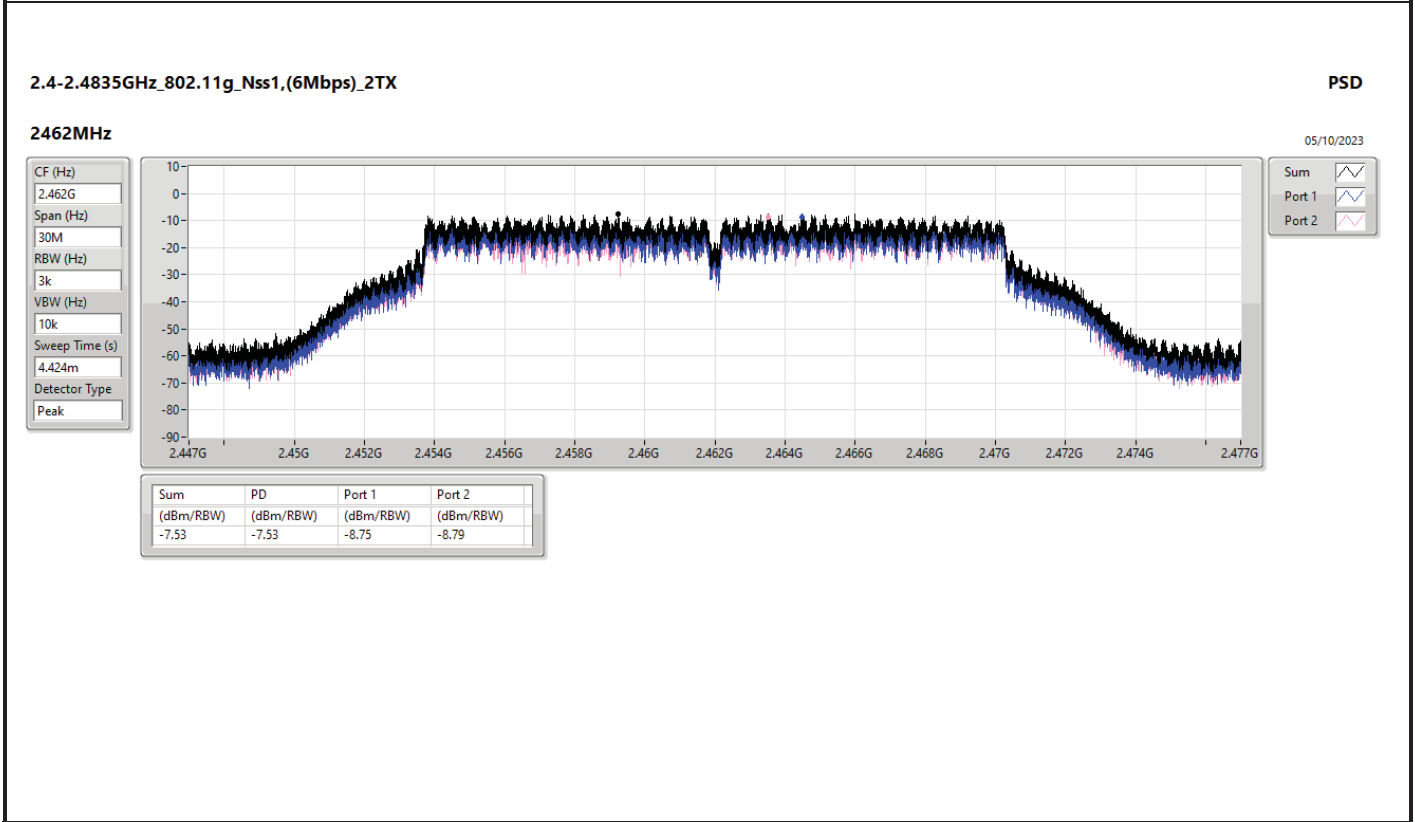 2.4-2.4835GHz_802.11g_Nss1,(6Mbps)_2TX
PSD
2462MHz
05/10/2023
CF (Hz)
2.462G
Span (Hz)
30M
RBW (Hz)
3k
VBW (Hz)
10k
Sweep Time (s)
4.424m
Detector Type
Peak
10
0
-10
-20
-30
-40
-50
-60
-70
-80
-90
2.447G 2.45G 2.452G 2.454G 2.456G 2.458G 2.46G 2.462G 2.464G 2.466G 2.468G 2.47G 2.472G 2.474G 2.477G
Sum
Port 1
Port 2
Sum PD Port 1 Port 2
(dBm/RBW) (dBm/RBW) (dBm/RBW) (dBm/RBW)
-7.53 -7.53 -8.75 -8.79